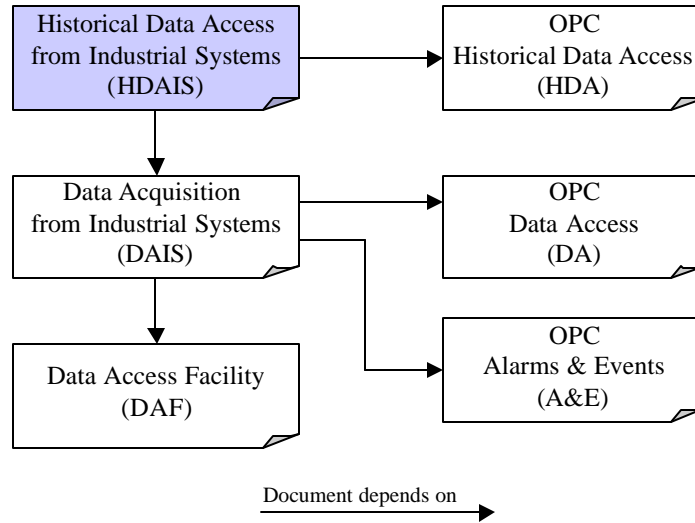 Historical Data Access
from Industrial Systems
(HDAIS)
OPC
Historical Data Access
(HDA)
Data Acquisition
from Industrial Systems
(DAIS)
OPC
Data Access
(DA)
Data Access Facility
(DAF)
OPC
Alarms & Events
(A&E)
Document depends on